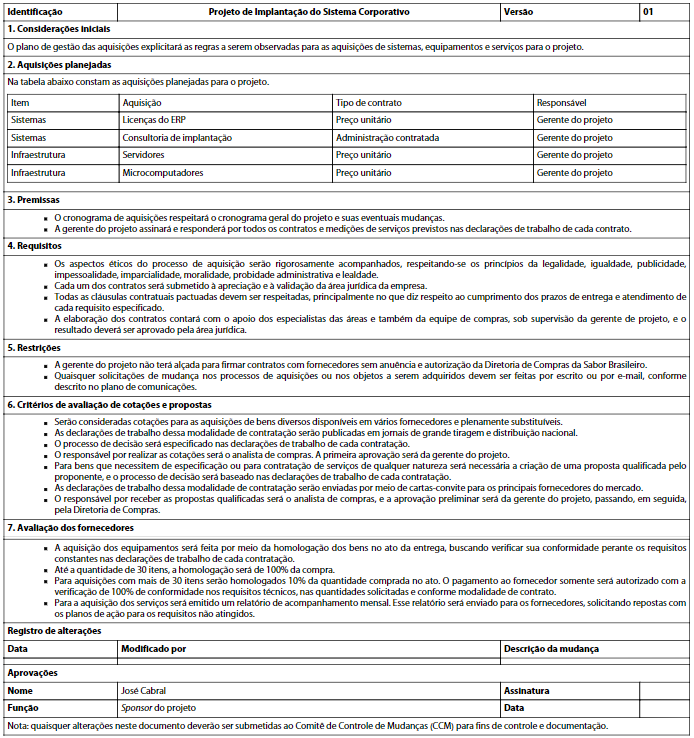 Identificação Projeto de Implantação do Sistema Corporativo Versão 01
1. Considerações iniciais
O plano de gestão das aquisições explicitará as regras a serem observadas para as aquisições de sistemas, equipamentos e serviços para o projeto.
2. Aquisições planejadas
Na tabela abaixo constam as aquisições planejadas para o projeto.
Item Aquisição Tipo de contrato Responsável
Sistemas Licenças do ERP Preço unitário Gerente do projeto
Sistemas Consultoria de implantação Administração contratada Gerente do projeto
Infraestrutura Servidores Preço unitário Gerente do projeto
Infraestrutura Microcomputadores Preço unitário Gerente do projeto
3. Premissas
▪ O cronograma de aquisições respeitará o cronograma geral do projeto e suas eventuais mudanças.
▪ A gerente do projeto assinará e responderá por todos os contratos e medições de serviços previstos nas declarações de trabalho de cada contrato.
4. Requisitos
▪ Os aspectos éticos do processo de aquisição serão rigorosamente acompanhados, respeitando-se os princípios da legalidade, igualdade, publicidade,
impessoalidade, imparcialidade, moralidade, probidade administrativa e lealdade.
▪ Cada um dos contratos será submetido à apreciação e à validação da área jurídica da empresa.
▪ Todas as cláusulas contratuais pactuadas devem ser respeitadas, principalmente no que diz respeito ao cumprimento dos prazos de entrega e atendimento de
cada requisito especificado.
▪ A elaboração dos contratos contará com o apoio dos especialistas das áreas e também da equipe de compras, sob supervisão da gerente de projeto, e o
resultado deverá ser aprovado pela área jurídica.
5. Restrições
▪ A gerente do projeto não terá alçada para firmar contratos com fornecedores sem anuência e autorização da Diretoria de Compras da Sabor Brasileiro.
▪ Quaisquer solicitações de mudança nos processos de aquisições ou nos objetos a serem adquiridos devem ser feitas por escrito ou por e-mail, conforme
descrito no plano de comunicações.
6. Critérios de avaliação de cotações e propostas
▪ Serão consideradas cotações para as aquisições de bens diversos disponíveis em vários fornecedores e plenamente substituíveis.
▪ As declarações de trabalho dessa modalidade de contratação serão publicadas em jornais de grande tiragem e distribuição nacional.
▪ O processo de decisão será especificado nas declarações de trabalho de cada contratação.
▪ O responsável por realizar as cotações será o analista de compras. A primeira aprovação será da gerente do projeto.
▪ Para bens que necessitem de especificação ou para contratação de serviços de qualquer natureza será necessária a criação de uma proposta qualificada pelo
proponente, e o processo de decisão será baseado nas declarações de trabalho de cada contratação.
▪ As declarações de trabalho dessa modalidade de contratação serão enviadas por meio de cartas-convite para os principais fornecedores do mercado.
▪ O responsável por receber as propostas qualificadas será o analista de compras, e a aprovação preliminar será da gerente do projeto, passando, em seguida,
pela Diretoria de Compras.
7. Avaliação dos fornecedores
▪ A aquisição dos equipamentos será feita por meio da homologação dos bens no ato da entrega, buscando verificar sua conformidade perante os requisitos
constantes nas declarações de trabalho de cada contratação.
▪ Até a quantidade de 30 itens, a homologação será de 100% da compra.
▪ Para aquisições com mais de 30 itens serão homologados 10% da quantidade comprada no ato. O pagamento ao fornecedor somente será autorizado com a
verificação de 100% de conformidade nos requisitos técnicos, nas quantidades solicitadas e conforme modalidade de contrato.
▪ Para a aquisição dos serviços será emitido um relatório de acompanhamento mensal. Esse relatório será enviado para os fornecedores, solicitando repostas com
os planos de ação para os requisitos não atingidos.
Registro de alterações
Data Modificado por Descrição da mudança
Aprovações
Nome José Cabral Assinatura
Função Sponsor do projeto Data
Nota: quaisquer alterações neste documento deverão ser submetidas ao Comitê de Controle de Mudanças (CCM) para fins de controle e documentação.